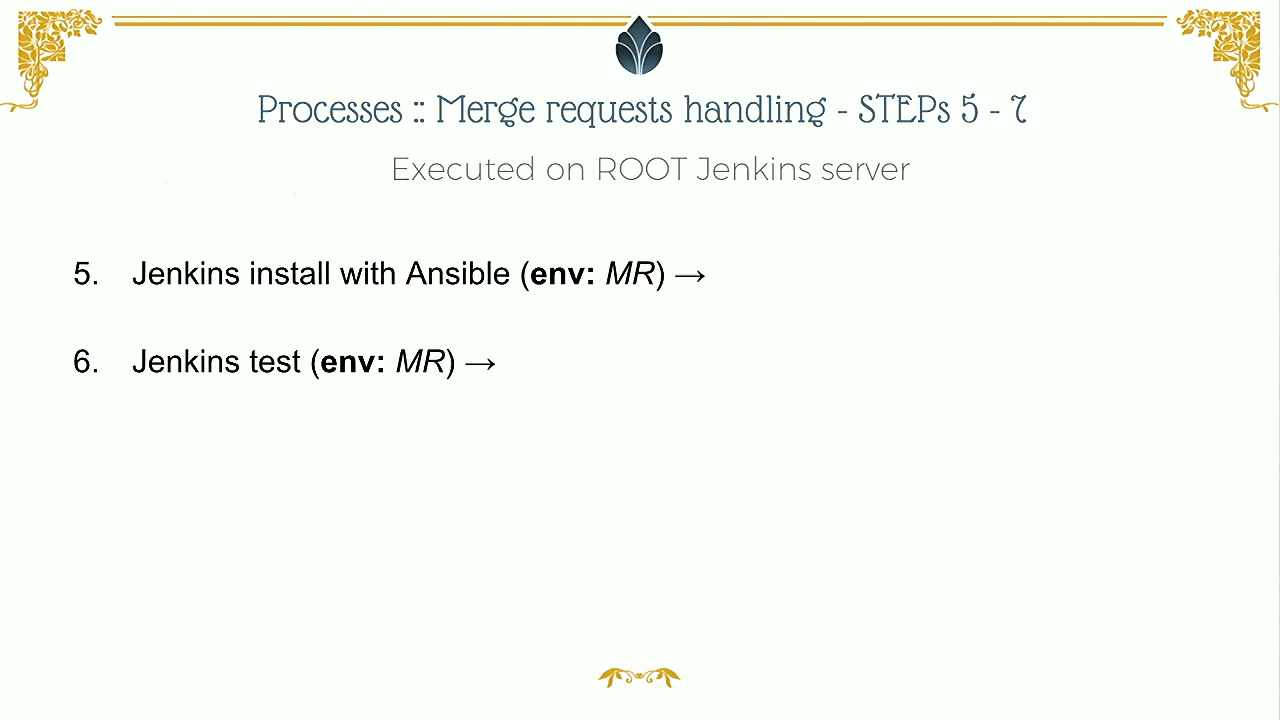 Processes :: Merge requests handling - STEPs 5 - 7
Executed on ROOT Jenkins server
5. Jenkins install with Ansible (env: MR) →
6. Jenkins test (env: MR) →